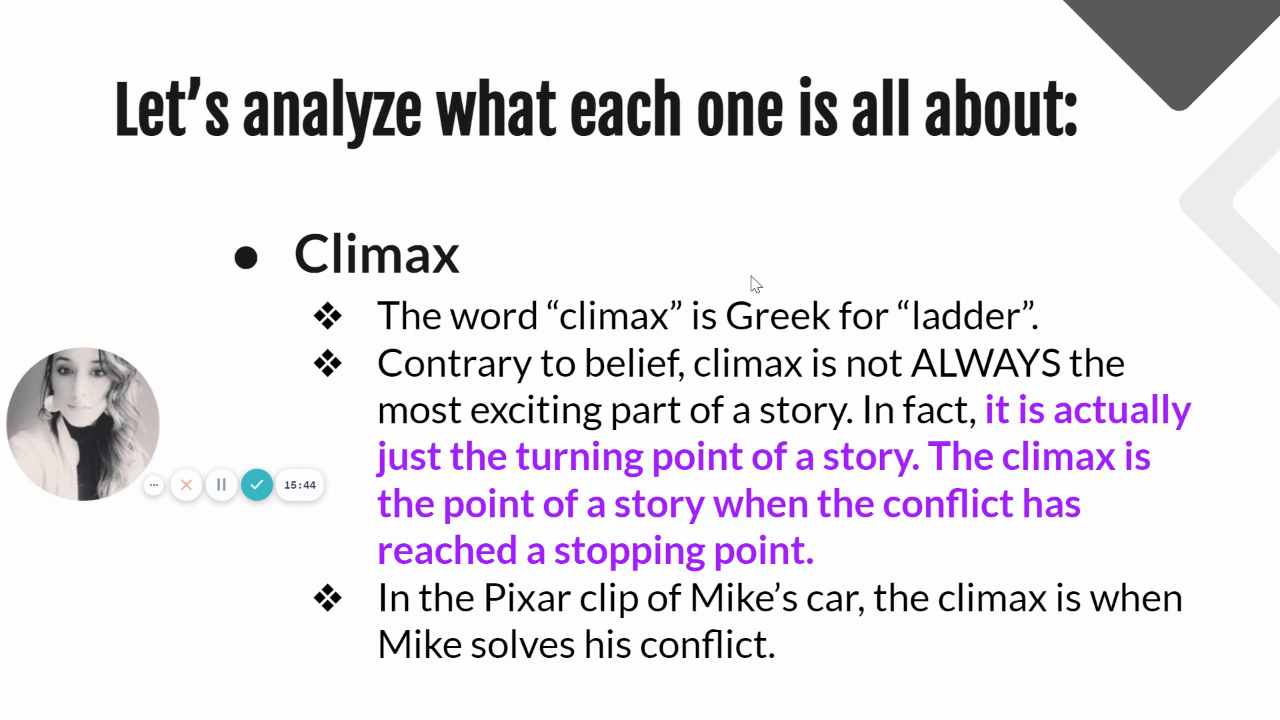 Let’s analyze what each one is all about:
● Climax
❖ The word “climax” is Greek for “ladder”.
❖ Contrary to belief, climax is not ALWAYS the
most exciting part of a story. In fact, it is actually
just the turning point of a story. The climax is
the point of a story when the conflict has
reached a stopping point.
15:44
❖ In the Pixar clip of Mike’s car, the climax is when
Mike solves his conflict.